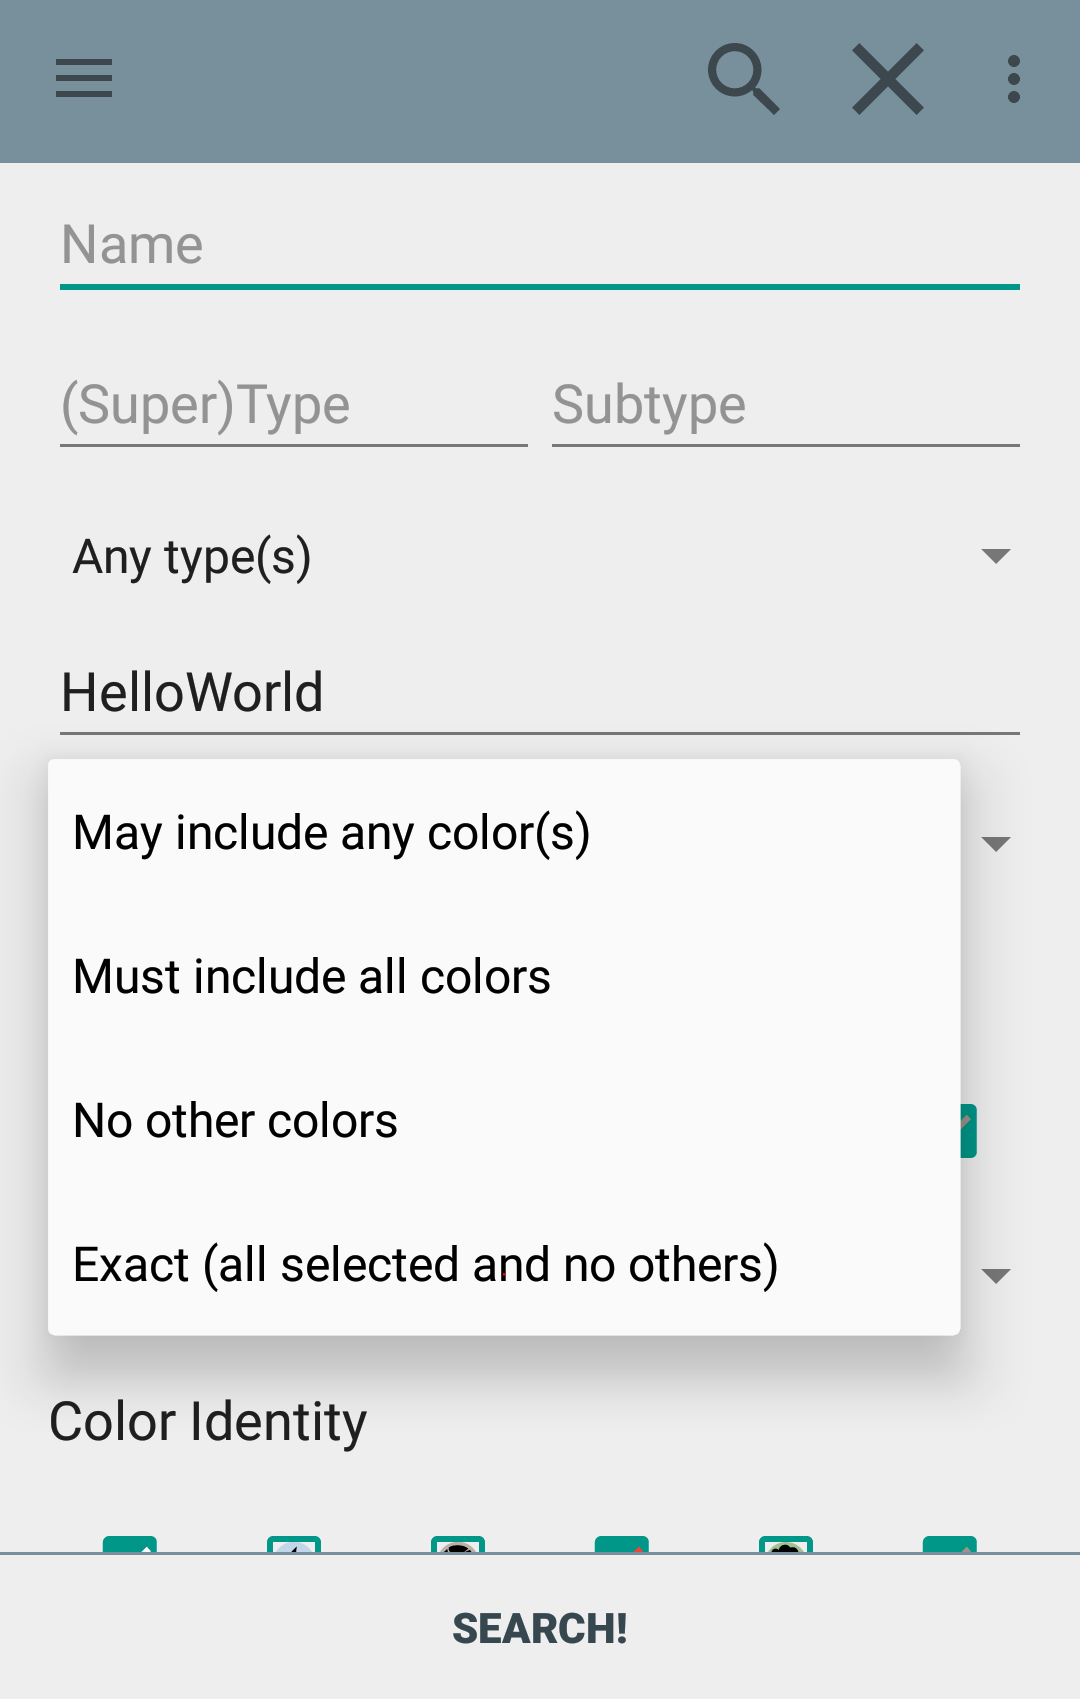 Name
(Super)Type Subtype
Any type(s)
HelloWorld
May include any color(s)
Must include all colors
No other colors
Exact (all selected and no others)
Color Identity
SEARCH!